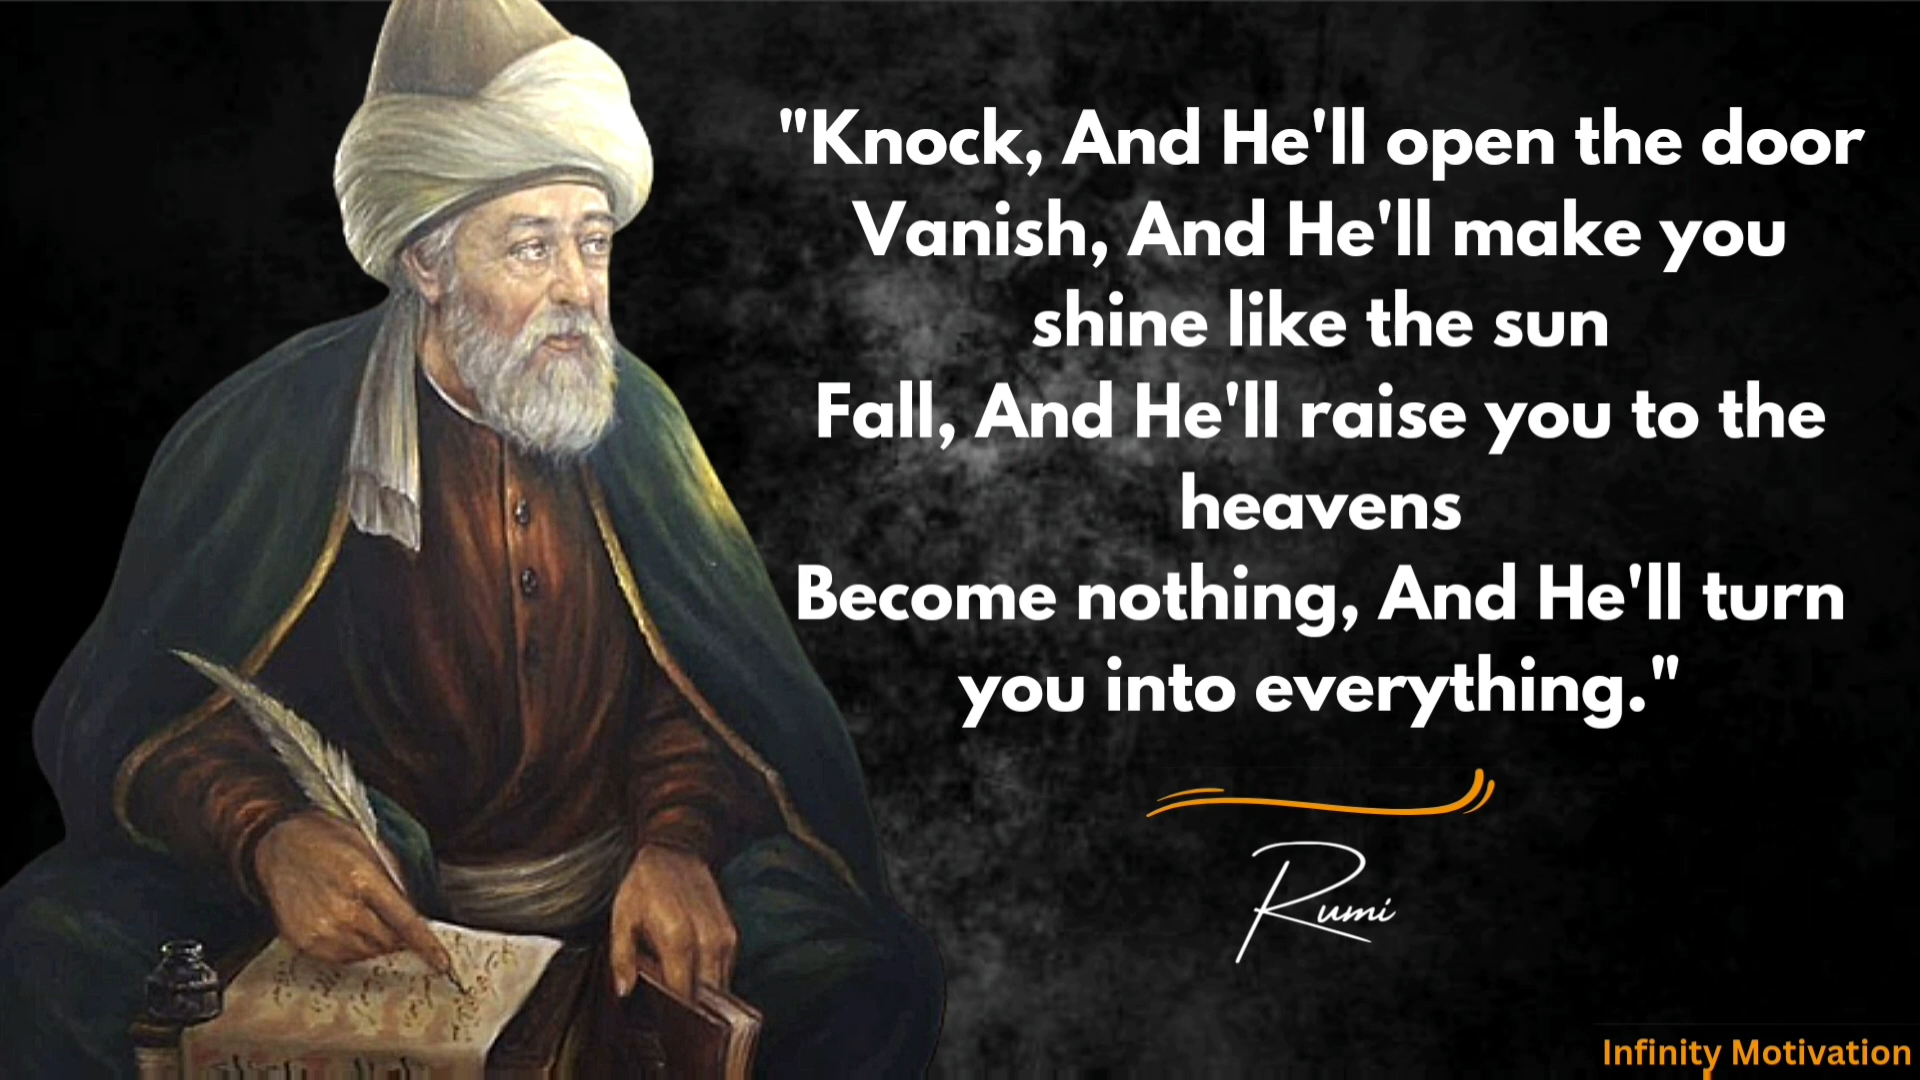 "Knock, And He'll open the door
Vanish, And He'll make you
shine like the sun
Fall, And He'll raise you to the
heavens
Become nothing, And He'll turn
you into everything."
Rumi
Infinity Motivation